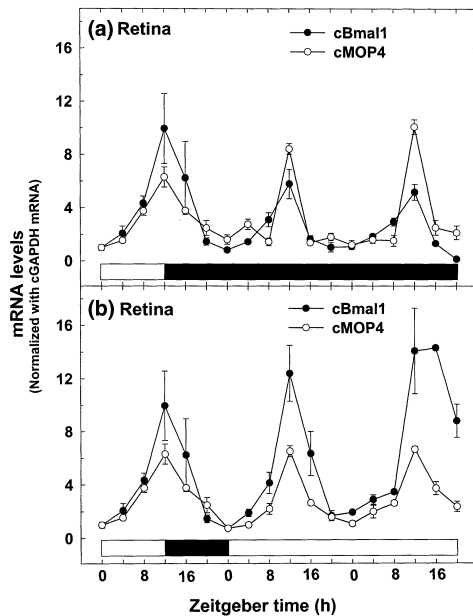 (a) Retina
cBmal1
cMOP4
16
12
8
4
0
mRNA levels
(Normalized with cGAPDH mRNA)
(b) Retina
cBmal1
cMOP4
16
12
8
4
0
0 8 16 0 8 16 0 8 16
Zeitgeber time (h)